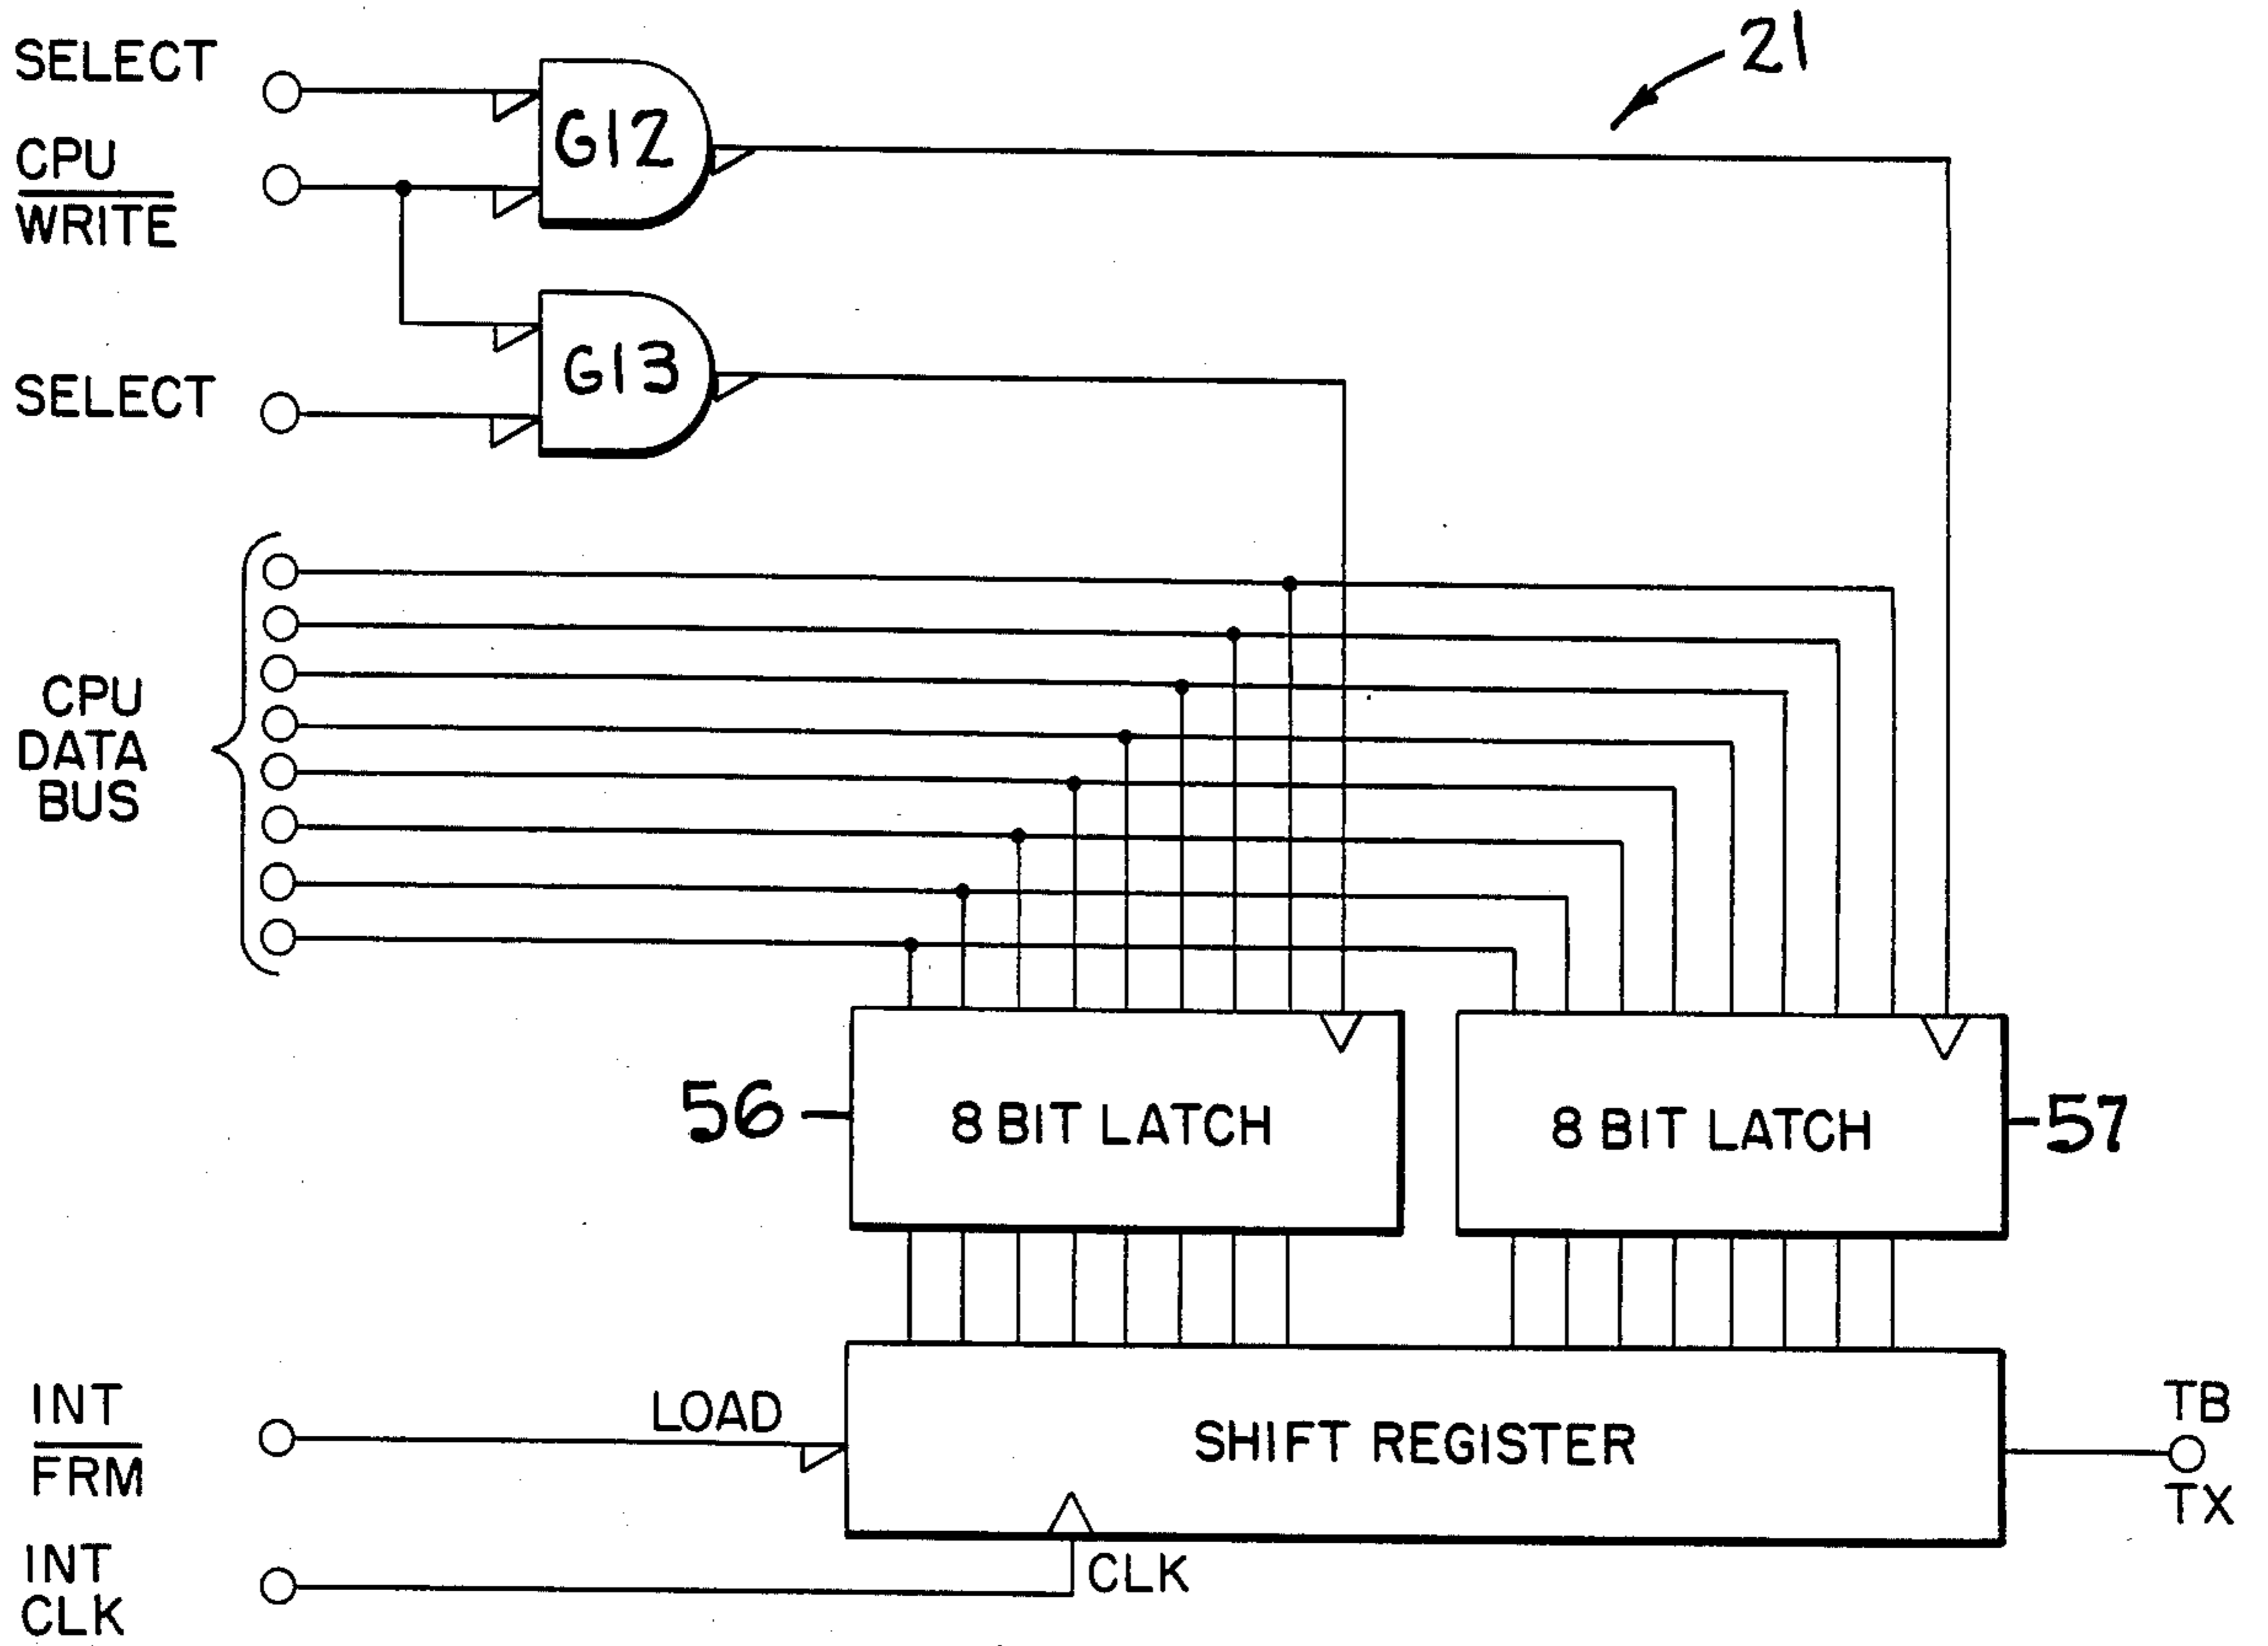 21
SELECT
G12
CPU
WRITE
G13
SELECT
CPU
DATA
BUS
56
8 BIT LATCH
8 BIT LATCH
57
INT
FRM
LOAD
SHIFT REGISTER
TB
TX
INT
CLK
CLK